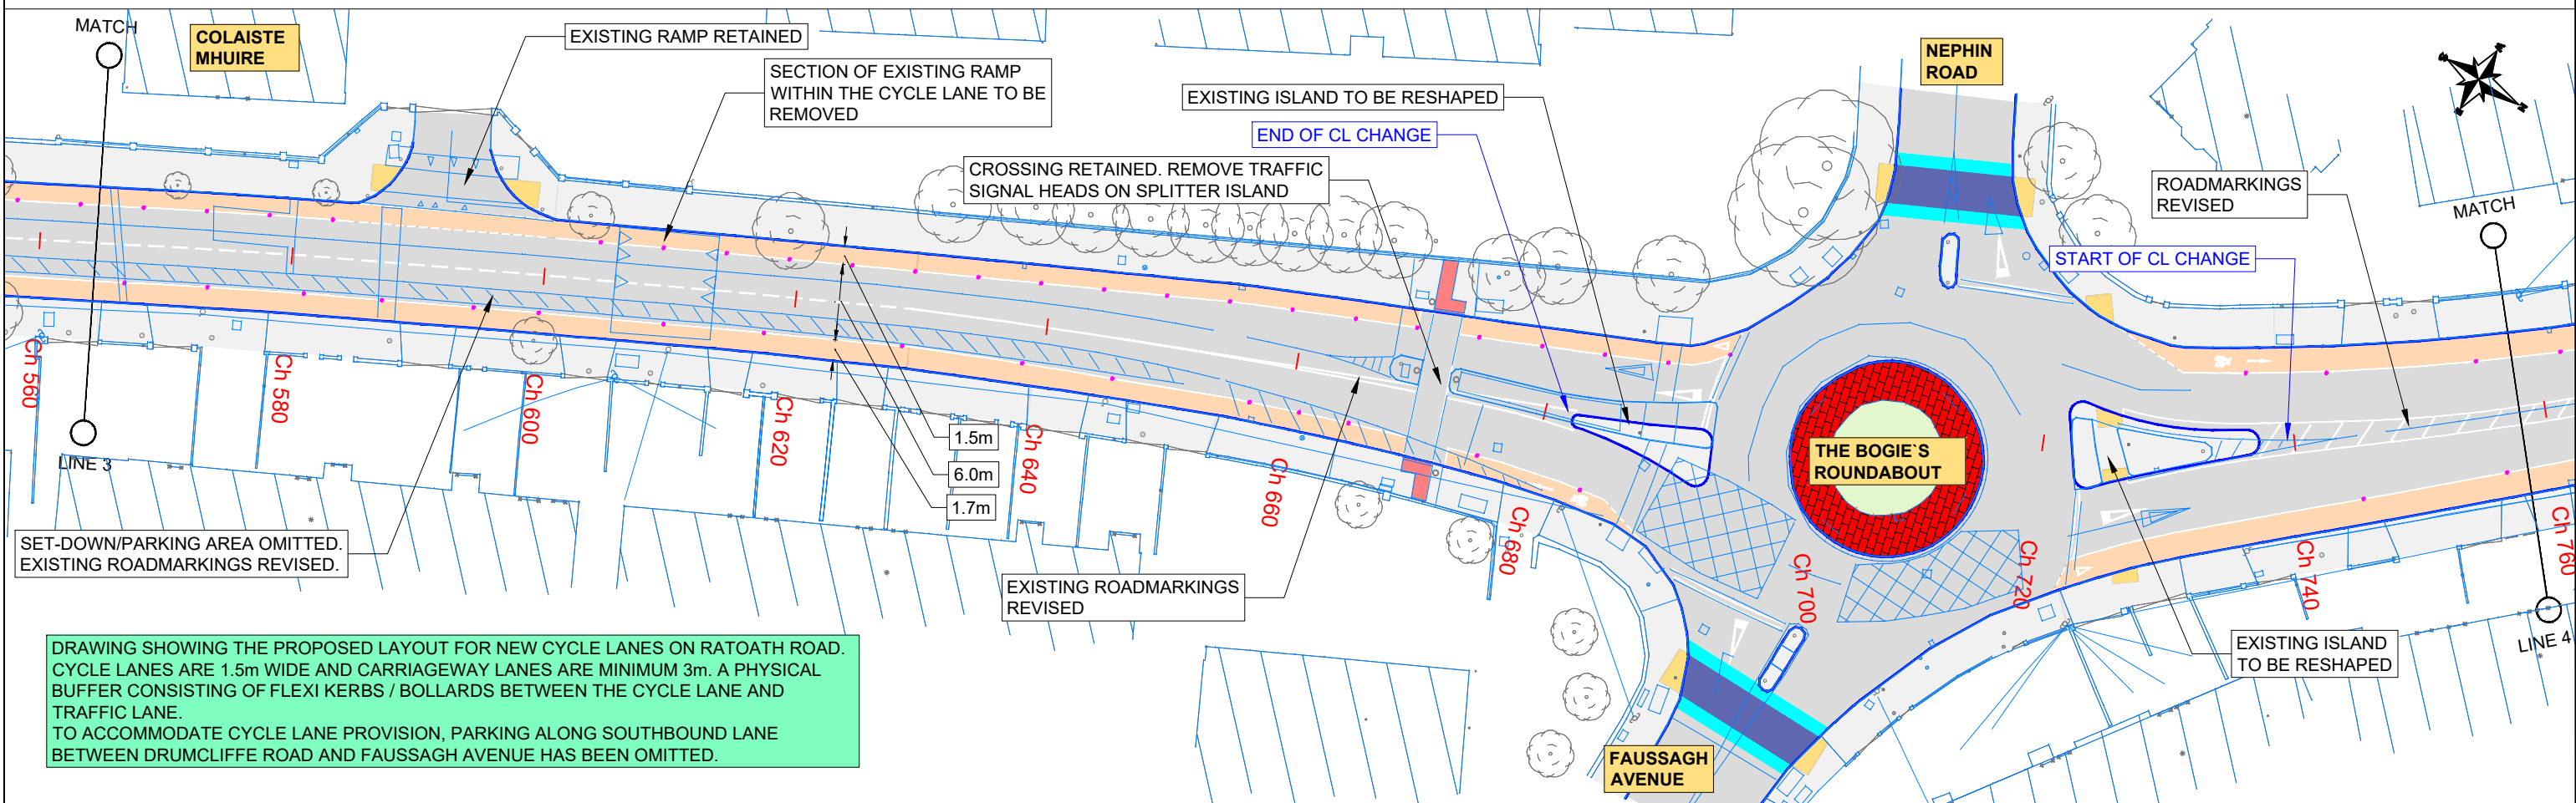 MATCH
COLAISTE
MHUIRE
EXISTING RAMP RETAINED
SECTION OF EXISTING RAMP
WITHIN THE CYCLE LANE TO BE
REMOVED
EXISTING ISLAND TO BE RESHAPED
END OF CL CHANGE
CROSSING RETAINED. REMOVE TRAFFIC
SIGNAL HEADS ON SPLITTER ISLAND
NEPHIN
ROAD
ROADMARKINGS
REVISED
MATCH
START OF CL CHANGE
Ch 560
Ch 580
Ch 600
Ch 620
Ch 640
Ch 660
Ch 680
Ch 700
Ch 720
Ch 740
Ch 760
1.5m
6.0m
1.7m
THE BOGIE`S
ROUNDABOUT
LINE 3
SET-DOWN/PARKING AREA OMITTED.
EXISTING ROADMARKINGS REVISED.
EXISTING ROADMARKINGS
REVISED
EXISTING ISLAND
TO BE RESHAPED
LINE 4
DRAWING SHOWING THE PROPOSED LAYOUT FOR NEW CYCLE LANES ON RATOATH ROAD.
CYCLE LANES ARE 1.5m WIDE AND CARRIAGEWAY LANES ARE MINIMUM 3m. A PHYSICAL
BUFFER CONSISTING OF FLEXI KERBS / BOLLARDS BETWEEN THE CYCLE LANE AND
TRAFFIC LANE.
TO ACCOMMODATE CYCLE LANE PROVISION, PARKING ALONG SOUTHBOUND LANE
BETWEEN DRUMCLIFFE ROAD AND FAUSSAGH AVENUE HAS BEEN OMITTED.
FAUSSAGH
AVENUE